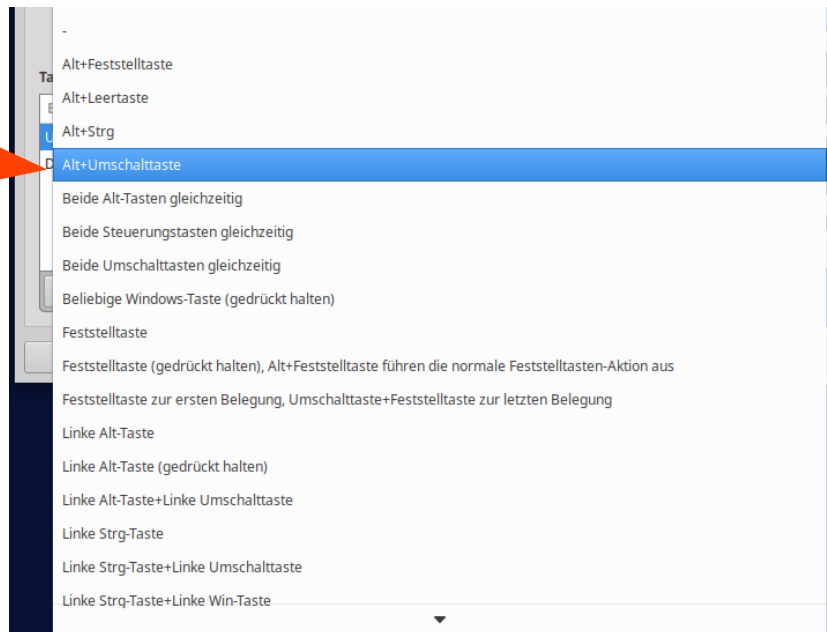 -
Alt+Feststelltaste
Ta
Alt+Leertaste
Alt+Strg
U
D
Alt+Umschalttaste
Beide Alt-Tasten gleichzeitig
Beide Steuerungstasten gleichzeitig
Beide Umschalttasten gleichzeitig
Beliebige Windows-Taste (gedrückt halten)
Feststelltaste
Feststelltaste (gedrückt halten), Alt+Feststelltaste führen die normale Feststelltasten-Aktion aus
Feststelltaste zur ersten Belegung, Umschalttaste+Feststelltaste zur letzten Belegung
Linke Alt-Taste
Linke Alt-Taste (gedrückt halten)
Linke Alt-Taste+Linke Umschalttaste
Linke Strg-Taste
Linke Strg-Taste+Linke Umschalttaste
Linke Strg-Taste+Linke Win-Taste